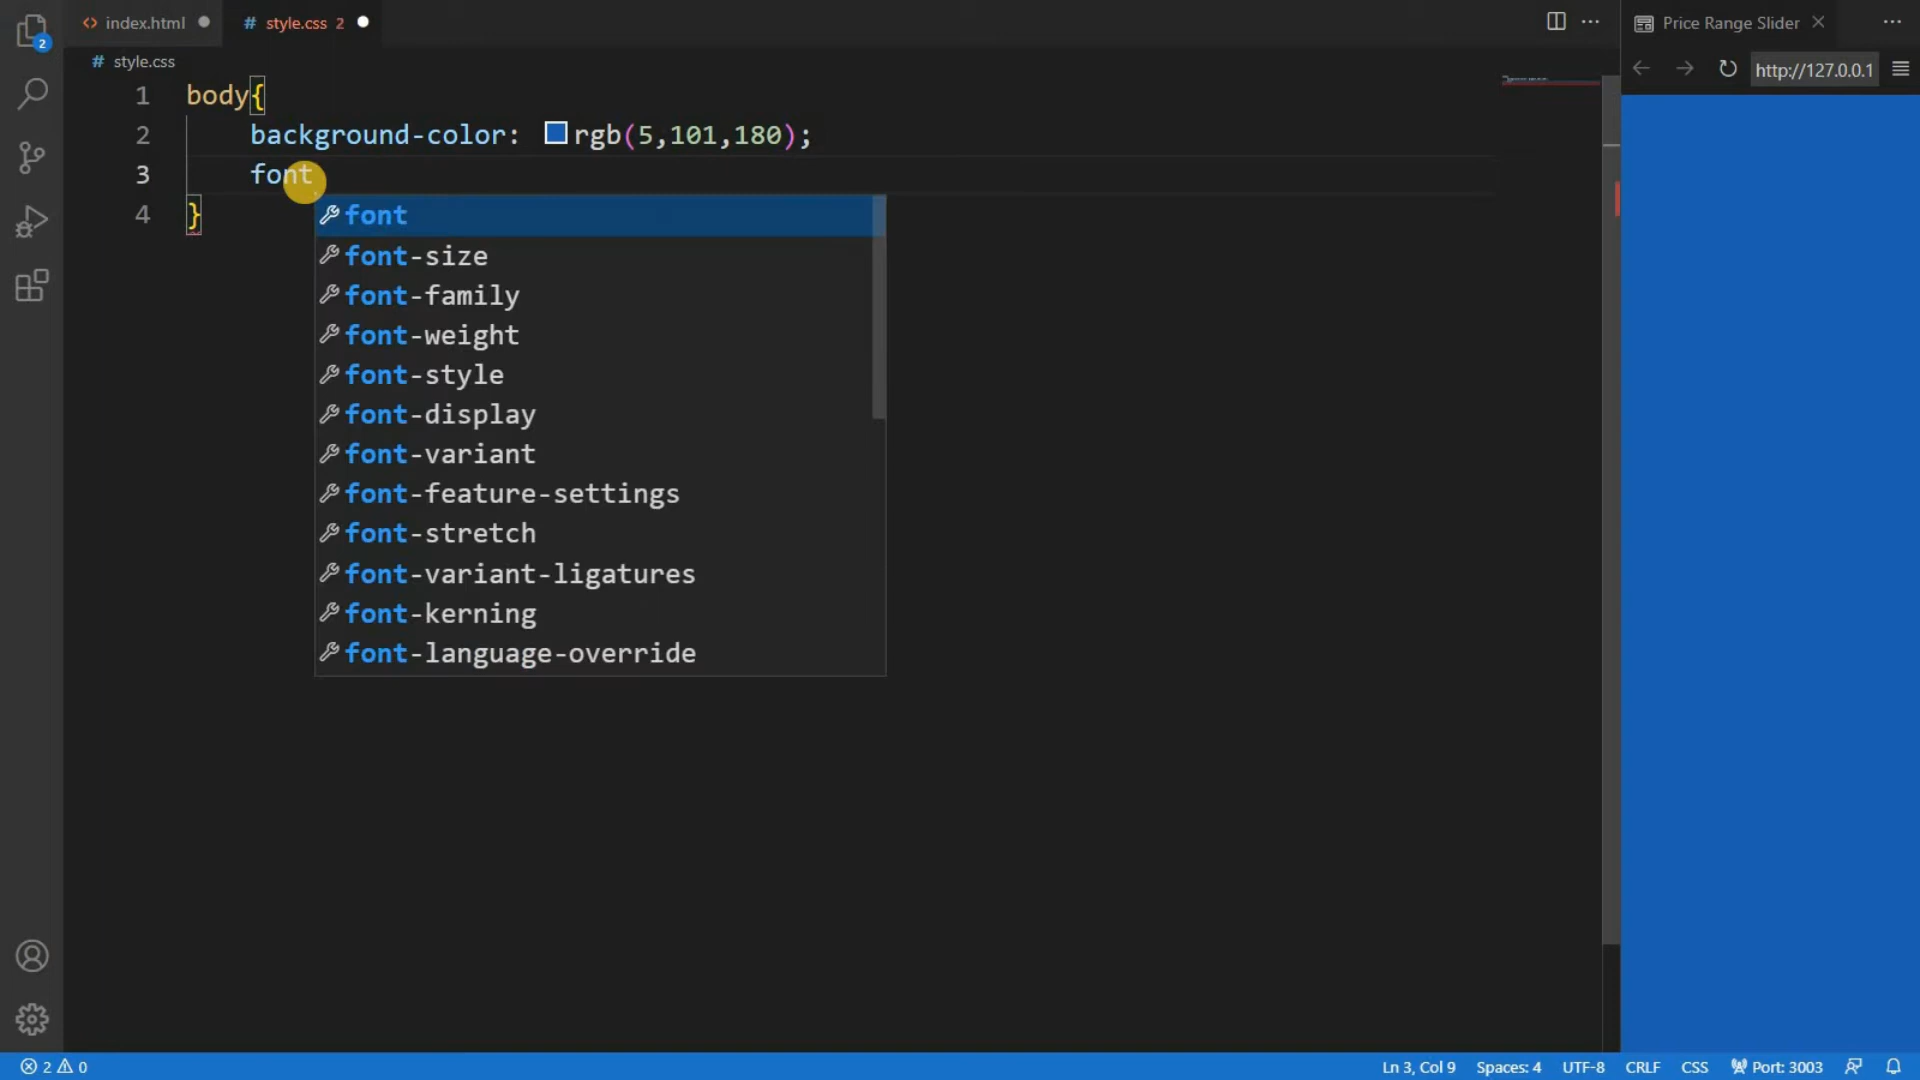 index.html
# style.css 2
Price Range Slider
# style.css
http://127.0.0.1
1 body{
2 background-color: rgb(5,101,180);
3 font
4 }
font
font-size
font-family
font-weight
font-style
font-display
font-variant
font-feature-settings
font-stretch
font-variant-ligatures
font-kerning
font-language-override
2
2 0
Ln 3, Col 9 Spaces: 4 UTF-8 CRLF CSS Port: 3003